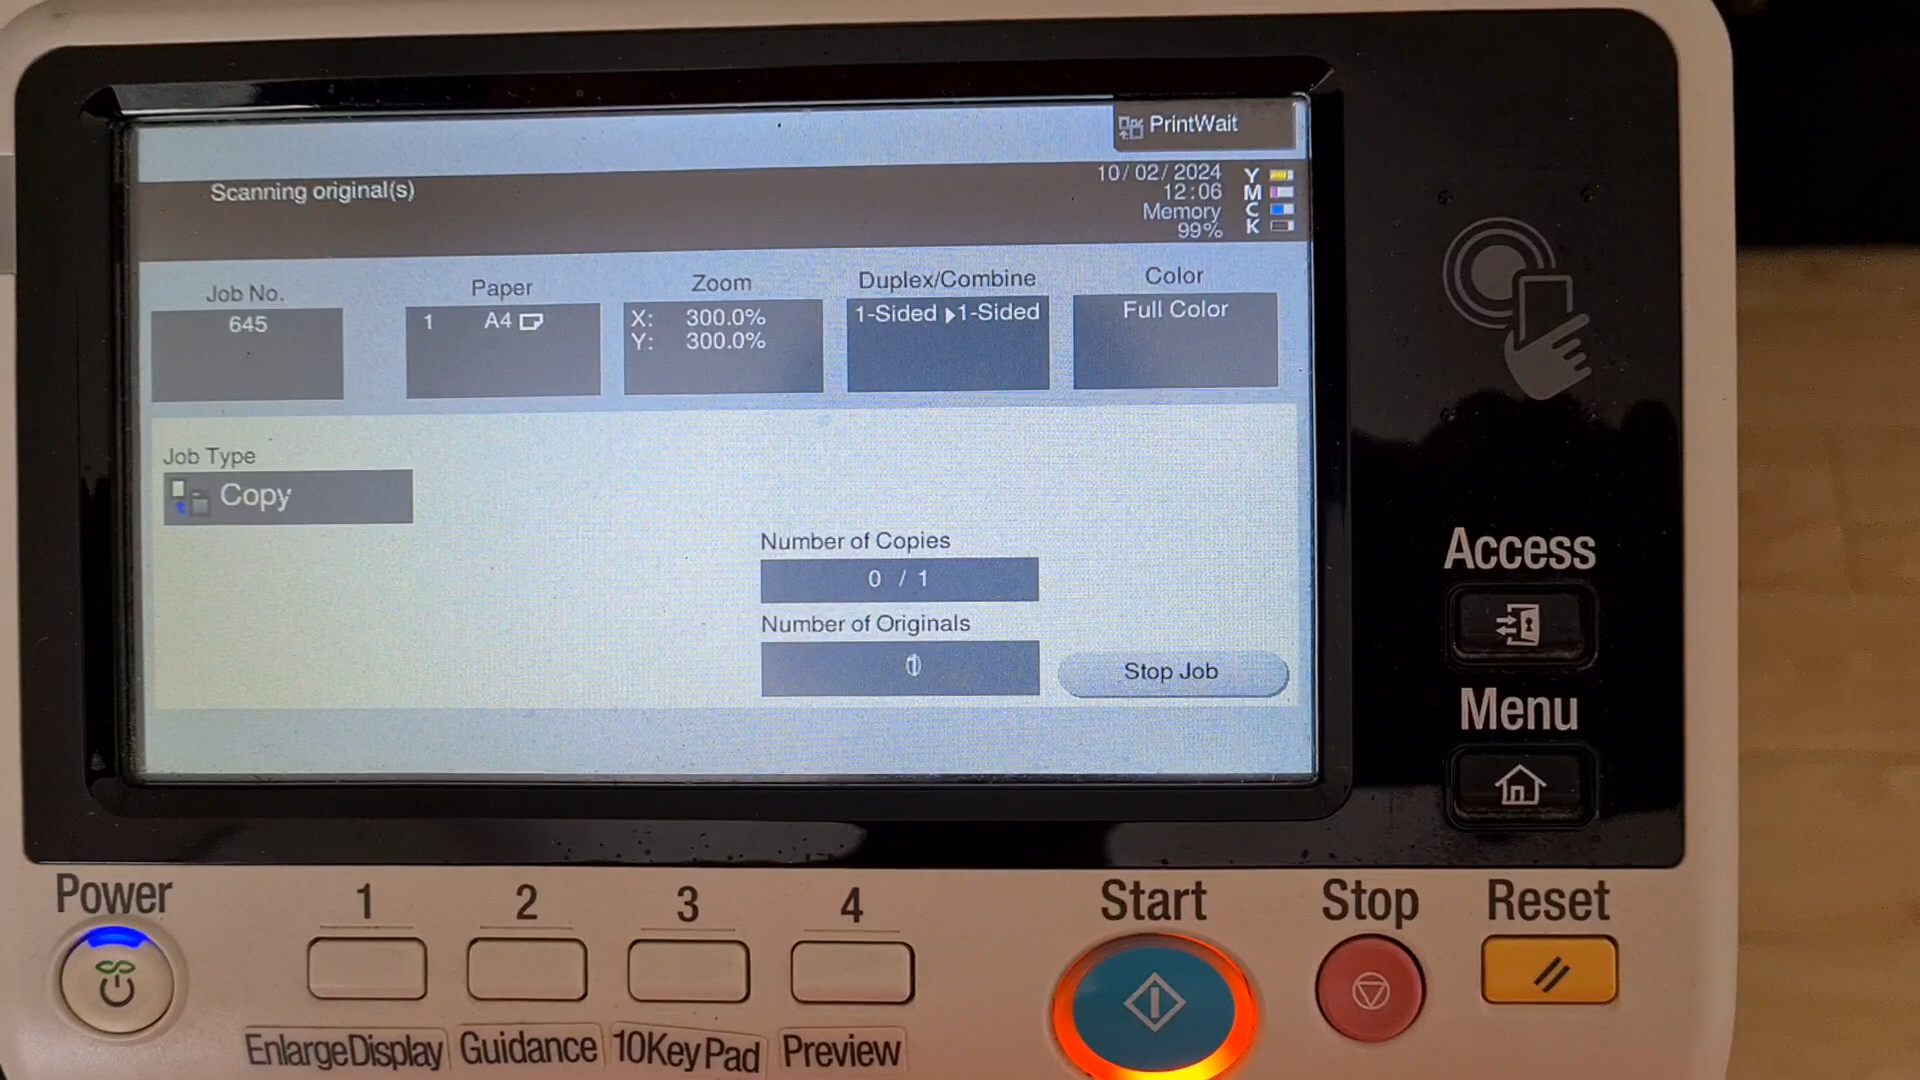 PrintWait
Scanning original(s)
10/02/2024
12:06
Memory
99%
Y
M
C
K
Job No.
645
Paper
1 A4
Zoom
X: 300.0%
Y: 300.0%
Duplex/Combine
1-Sided ▶1-Sided
Color
Full Color
Job Type
Copy
Number of Copies
0 / 1
Number of Originals
Stop Job
Access
Menu
Power
1
2
3
4
Start
Stop
Reset
EnlargeDisplay
Guidance
10KeyPad
Preview